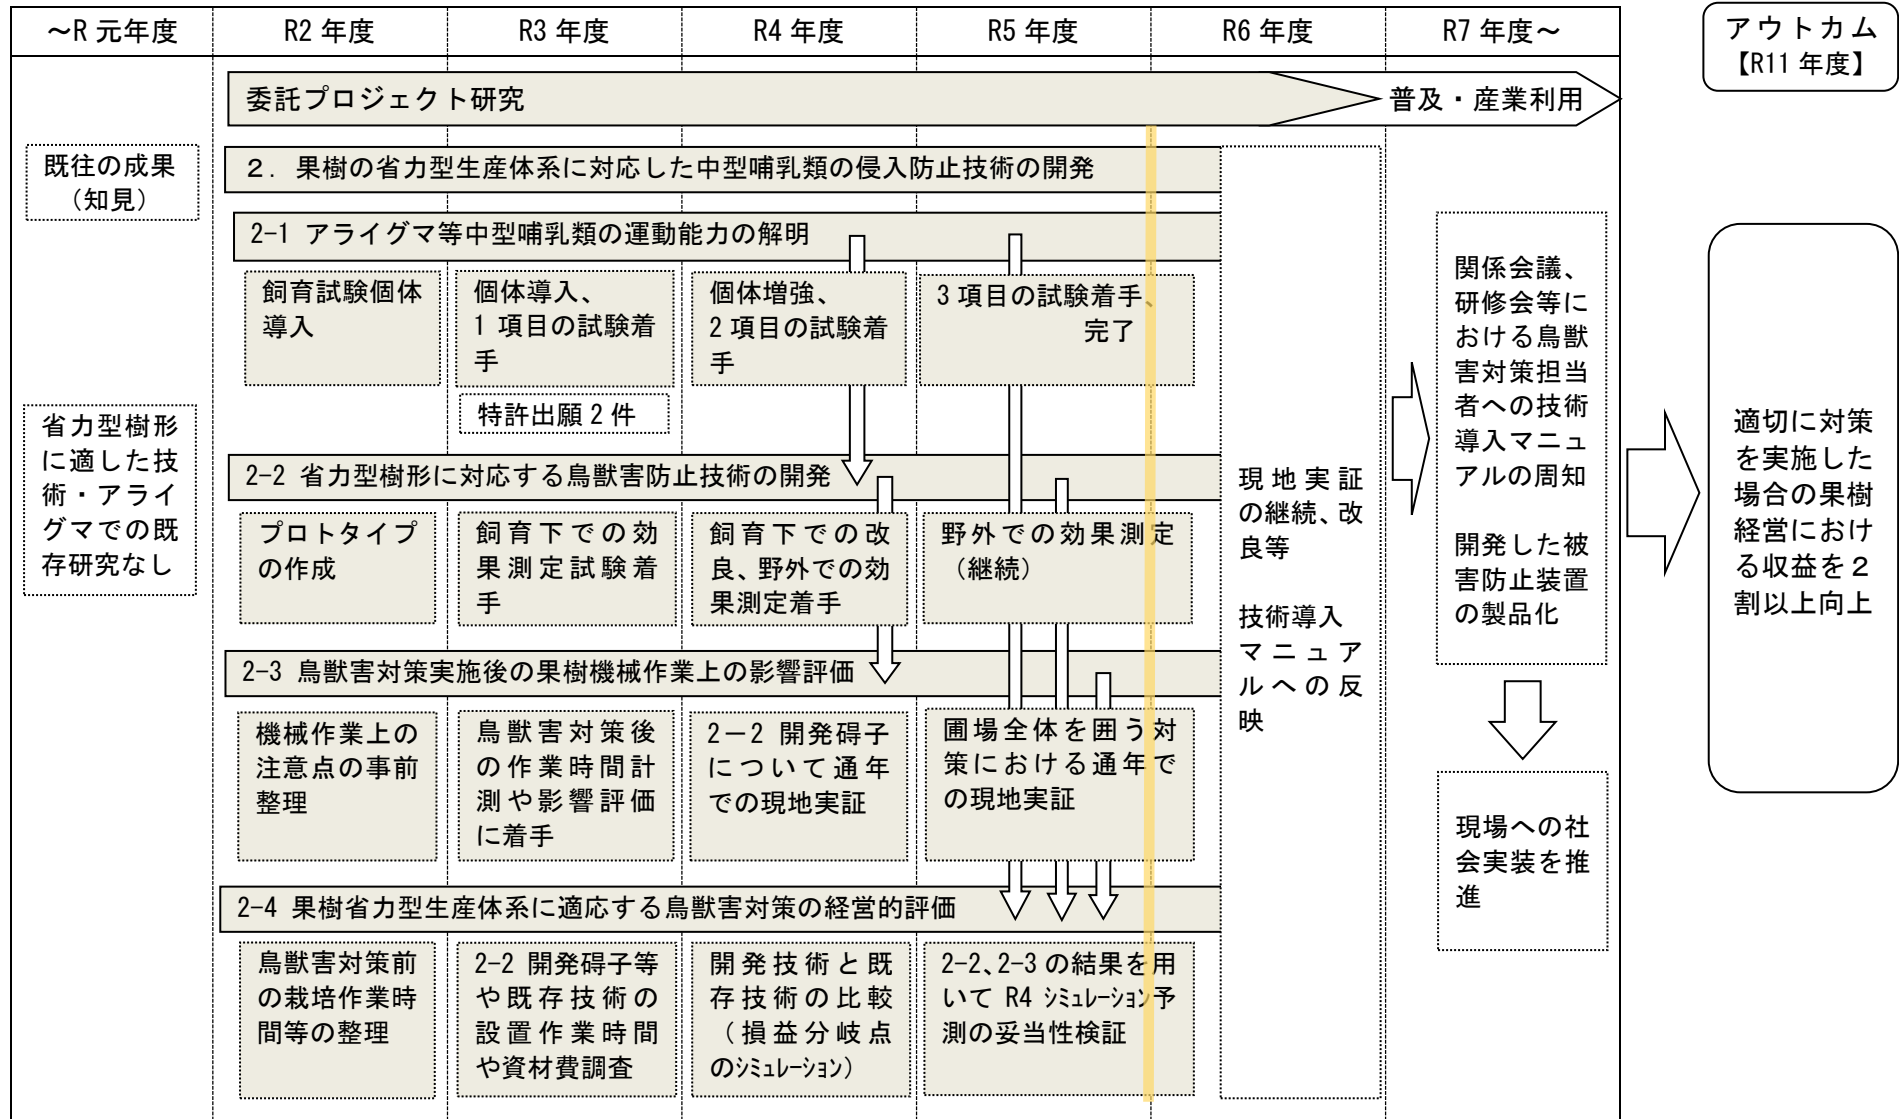 ～R 元年度
R2 年度
R3 年度
R4 年度
R5 年度
R6 年度
R7 年度～
アウトカム
【R11 年度】
委託プロジェクト研究
普及・産業利用
既往の成果
（知見）
２．果樹の省力型生産体系に対応した中型哺乳類の侵入防止技術の開発
2-1 アライグマ等中型哺乳類の運動能力の解明
飼育試験個体
導入
個体導入、
1 項目の試験着
手
個体増強、
2 項目の試験着
手
3 項目の試験着手、
完了
特許出願 2 件
省力型樹形
に適した技
術・アライ
グマでの既
存研究なし
2-2 省力型樹形に対応する鳥獣害防止技術の開発
プロトタイプ
の作成
飼育下での効
果測定試験着
手
飼育下での改
良、野外での効
果測定着手
野外での効果測定
（継続）
2-3 鳥獣害対策実施後の果樹機械作業上の影響評価
機械作業上の
注意点の事前
整理
鳥獣害対策後
の作業時間計
測や影響評価
に着手
2－2 開発碍子
について通年
での現地実証
圃場全体を囲う対
策における通年で
の現地実証
2-4 果樹省力型生産体系に適応する鳥獣害対策の経営的評価
鳥獣害対策前
の栽培作業時
間等の整理
2-2 開発碍子等
や既存技術の
設置作業時間
や資材費調査
開発技術と既
存技術の比較
（損益分岐点
のｼﾐｭﾚｰｼｮﾝ）
2-2、2-3 の結果を用
いて R4 ｼﾐｭﾚｰｼｮﾝ予
測の妥当性検証
現地実証
の継続、改
良等
技術導入
マニュア
ルへの反
映
関係会議、
研修会等に
おける鳥獣
害対策担当
者への技術
導入マニュ
アルの周知
開発した被
害防止装置
の製品化
現場への社
会実装を推
進
適切に対策
を実施した
場合の果樹
経営におけ
る収益を２
割以上向上